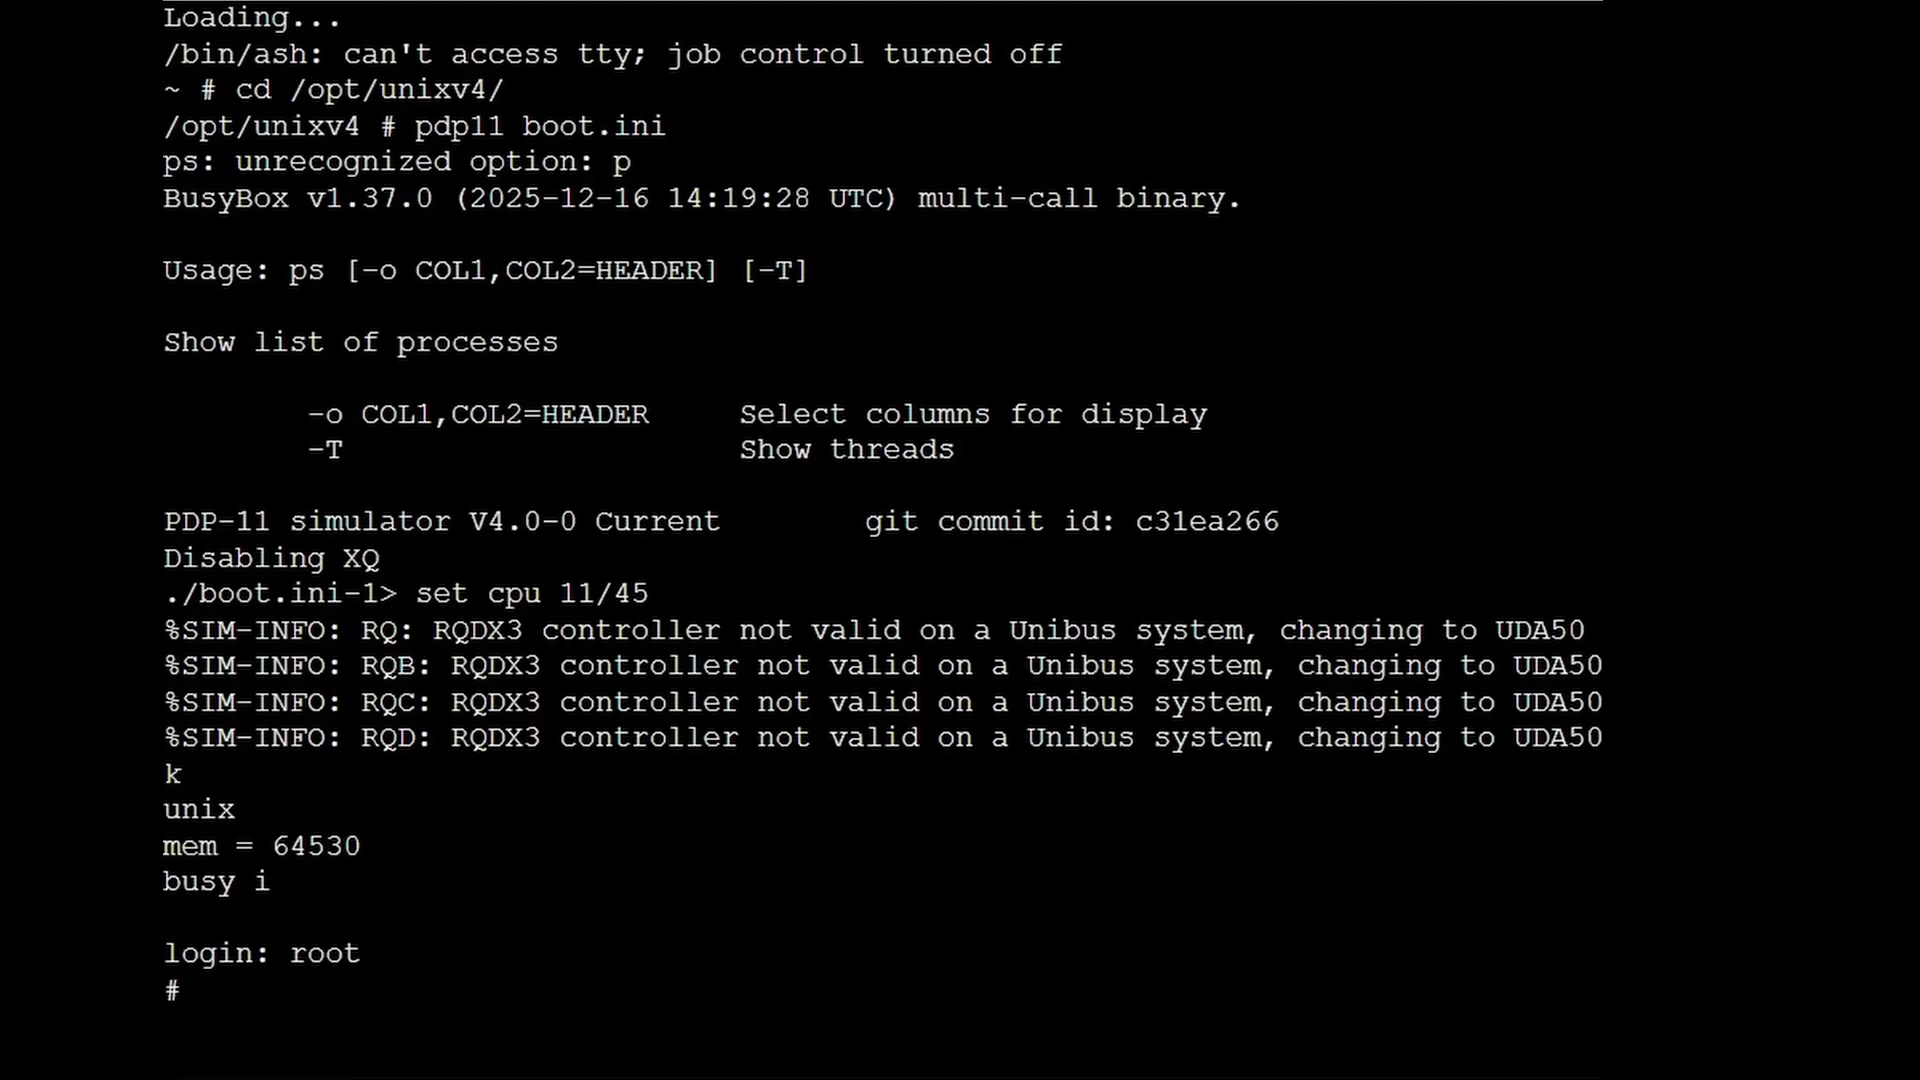 Loading...
/bin/ash: can't access tty; job control turned off
~ # cd /opt/unixv4/
/opt/unixv4 # pdp11 boot.ini
ps: unrecognized option: p
BusyBox v1.37.0 (2025-12-16 14:19:28 UTC) multi-call binary.
Usage: ps [-o COL1,COL2=HEADER] [-T]
Show list of processes
-o COL1,COL2=HEADER     Select columns for display
-T                      Show threads
PDP-11 simulator V4.0-0 Current        git commit id: c31ea266
Disabling XQ
./boot.ini-1> set cpu 11/45
%SIM-INFO: RQ: RQDX3 controller not valid on a Unibus system, changing to UDA50
%SIM-INFO: RQB: RQDX3 controller not valid on a Unibus system, changing to UDA50
%SIM-INFO: RQC: RQDX3 controller not valid on a Unibus system, changing to UDA50
%SIM-INFO: RQD: RQDX3 controller not valid on a Unibus system, changing to UDA50
k
unix
mem = 64530
busy i
login: root
#